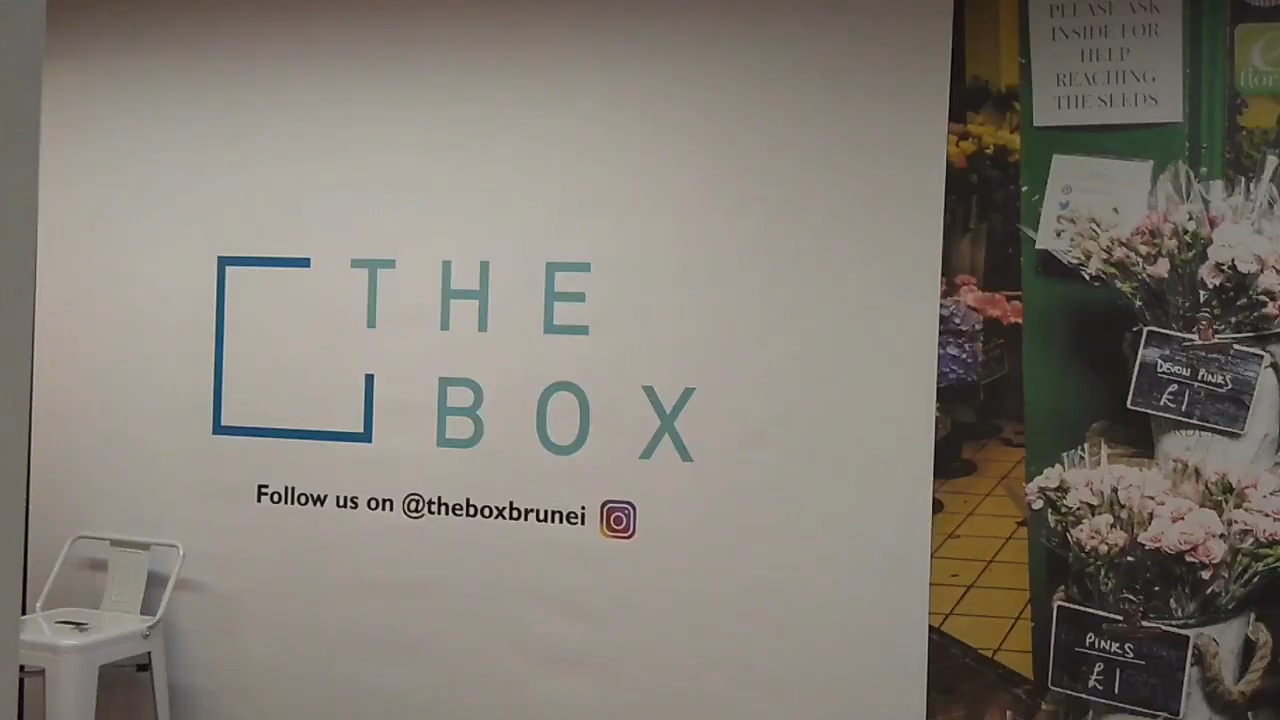 THE
BOX
Follow us on @theboxbrunei
PLEASE ASK
INSIDE FOR
HELP
REACHING
THE SEEDS
DEVON PINKS
£1
PINKS
£1